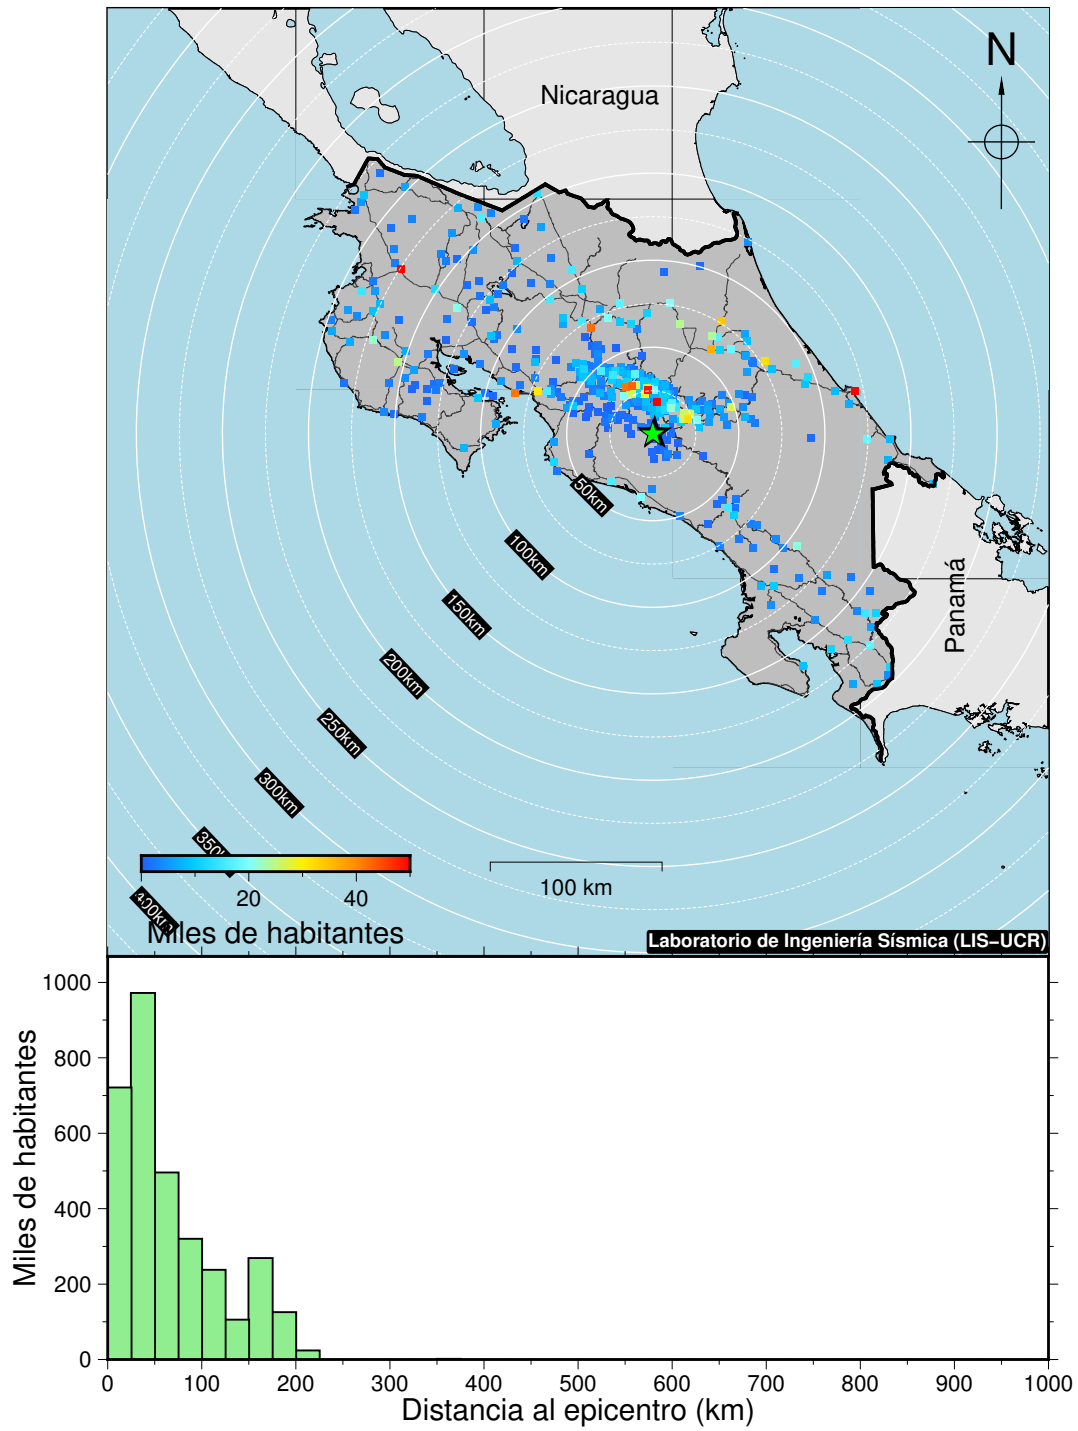 N
Nicaragua
Panamá
50km
100km
150km
200km
250km
300km
350k
400km
20 40
Miles de habitantes
100 km
Laboratorio de Ingeniería Sísmica (LIS−UCR)
1000
800
600
400
200
0
Miles de habitantes
0 100 200 300 400 500 600 700 800 900 1000
Distancia al epicentro (km)